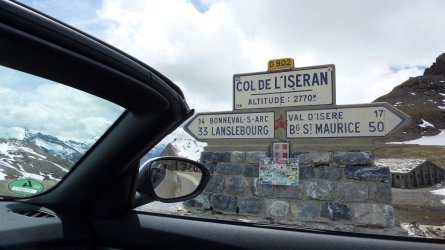 D 902
COL DE L'ISERAN
ALTITUDE : 2770M
14 BONNEVAL-S-ARC
33 LANSLEBOURG
VAL D'ISERE 17
Bg St MAURICE 50